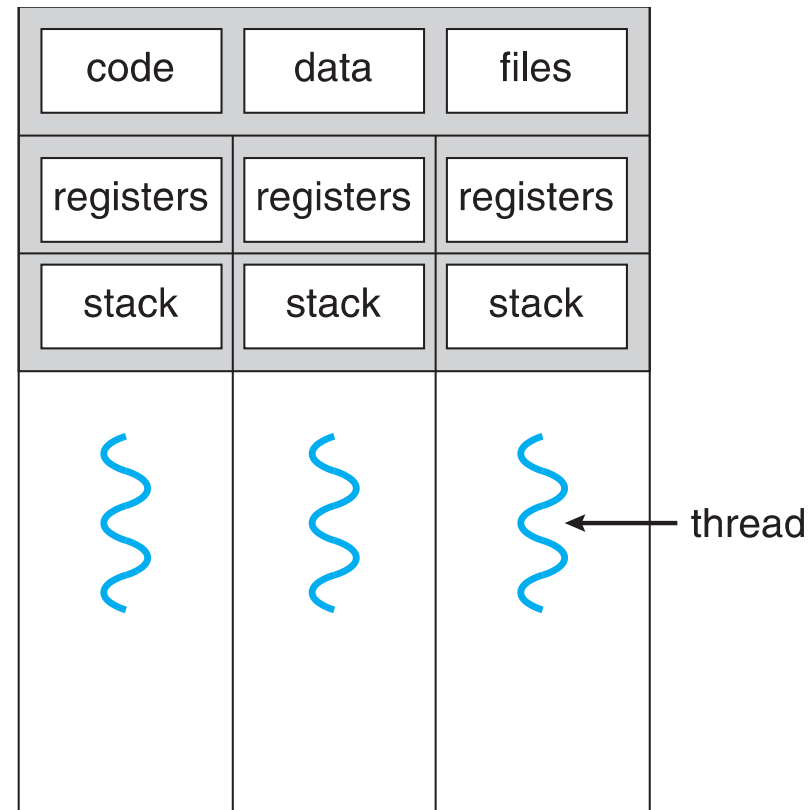 code data files
registers registers registers
stack stack stack
thread